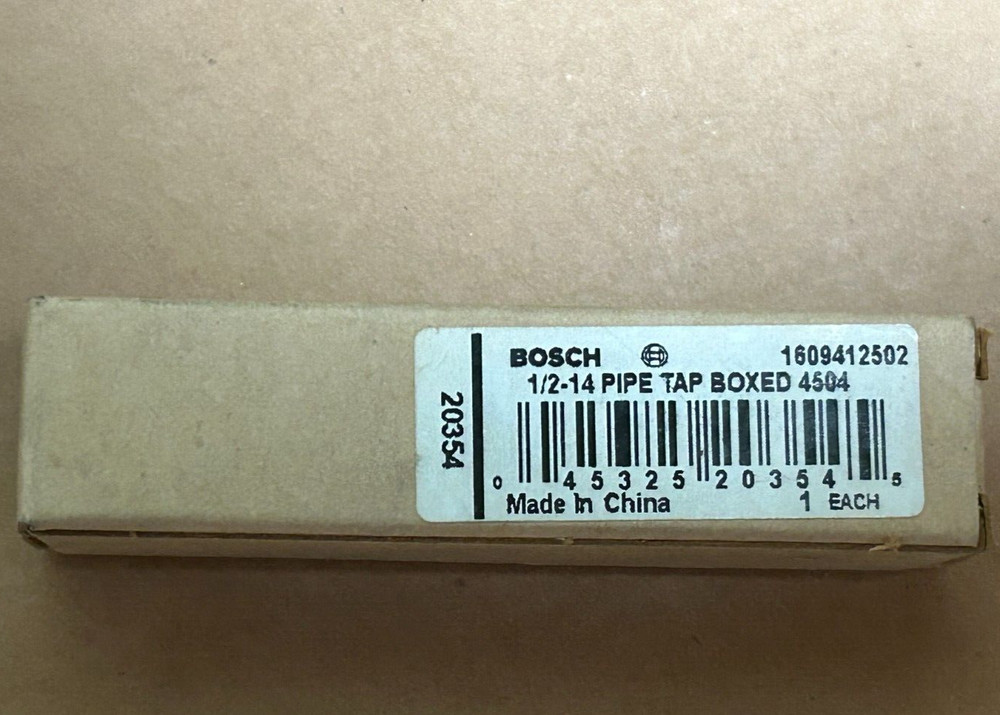 BOSCH 1609412502
1/2-14 PIPE TAP BOXED 4504
20354
0 45325 20354 5
Made In China 1 EACH